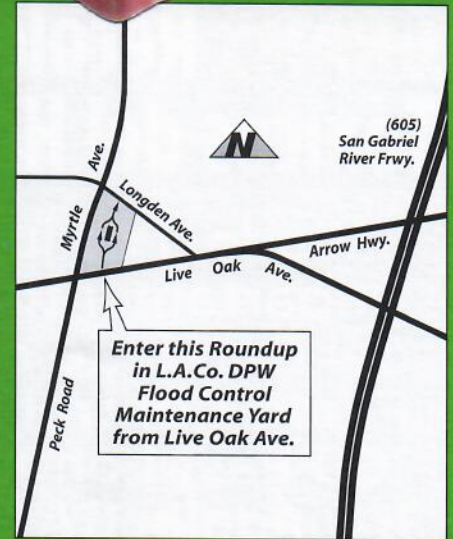 N
(605)
San Gabriel
River Frwy.
Myrtle Ave.
Longden Ave.
Arrow Hwy.
Live Oak Ave.
Enter this Roundup
in L.A.Co. DPW
Flood Control
Maintenance Yard
from Live Oak Ave.
Peck Road